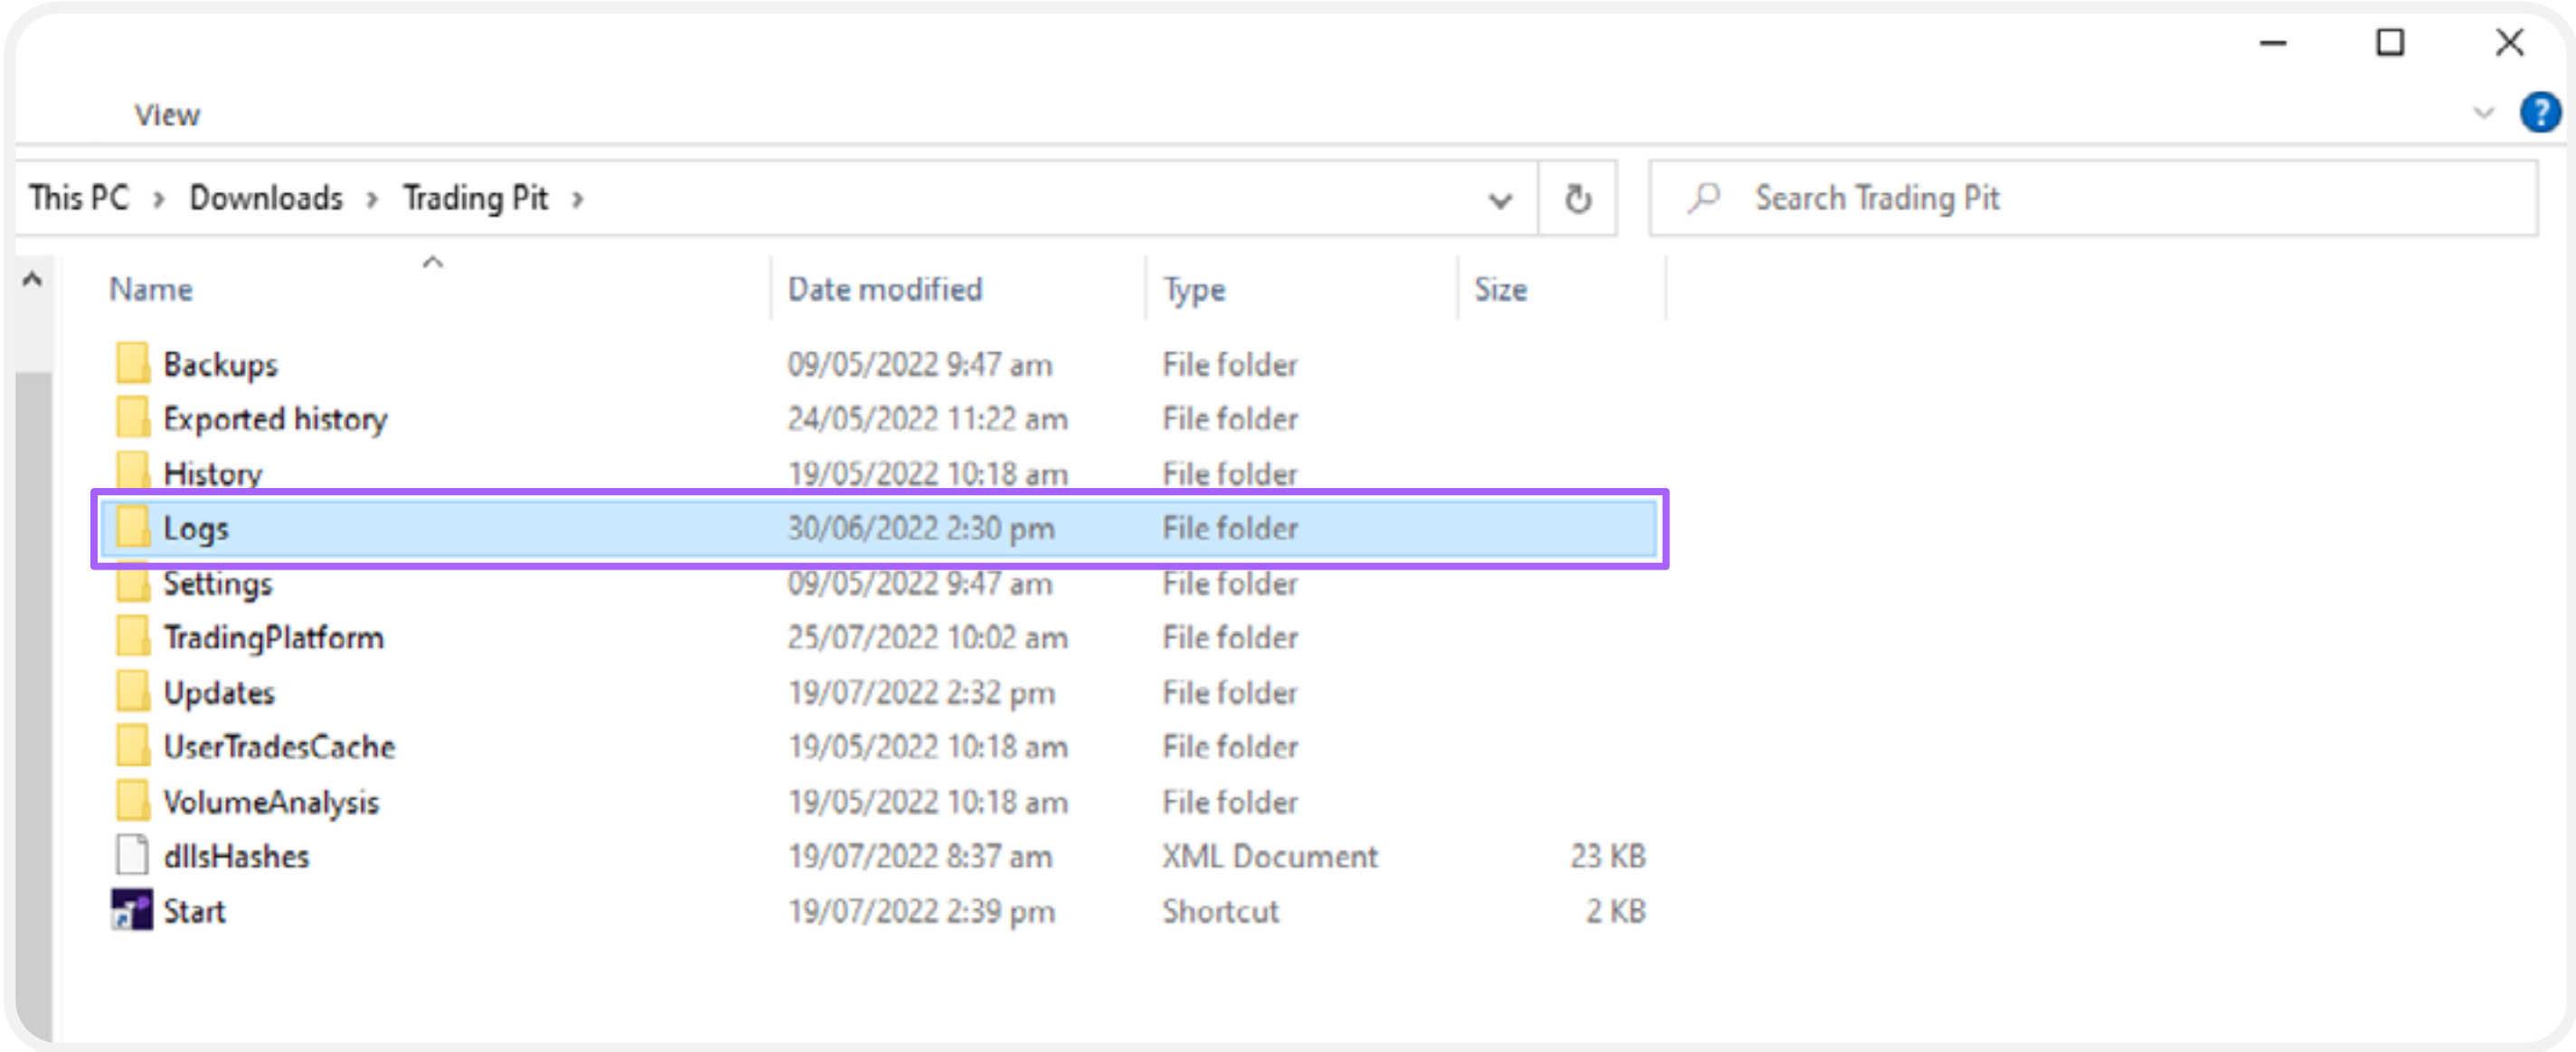 View
This PC > Downloads > Trading Pit >
Search Trading Pit
Name Date modified Type Size
Backups 09/05/2022 9:47 am File folder
Exported history 24/05/2022 11:22 am File folder
History 19/05/2022 10:18 am File folder
Logs 30/06/2022 2:30 pm File folder
Settings 09/05/2022 9:47 am File folder
TradingPlatform 25/07/2022 10:02 am File folder
Updates 19/07/2022 2:32 pm File folder
UserTradesCache 19/05/2022 10:18 am File folder
VolumeAnalysis 19/05/2022 10:18 am File folder
dllsHashes 19/07/2022 8:37 am XML Document 23 KB
Start 19/07/2022 2:39 pm Shortcut 2 KB